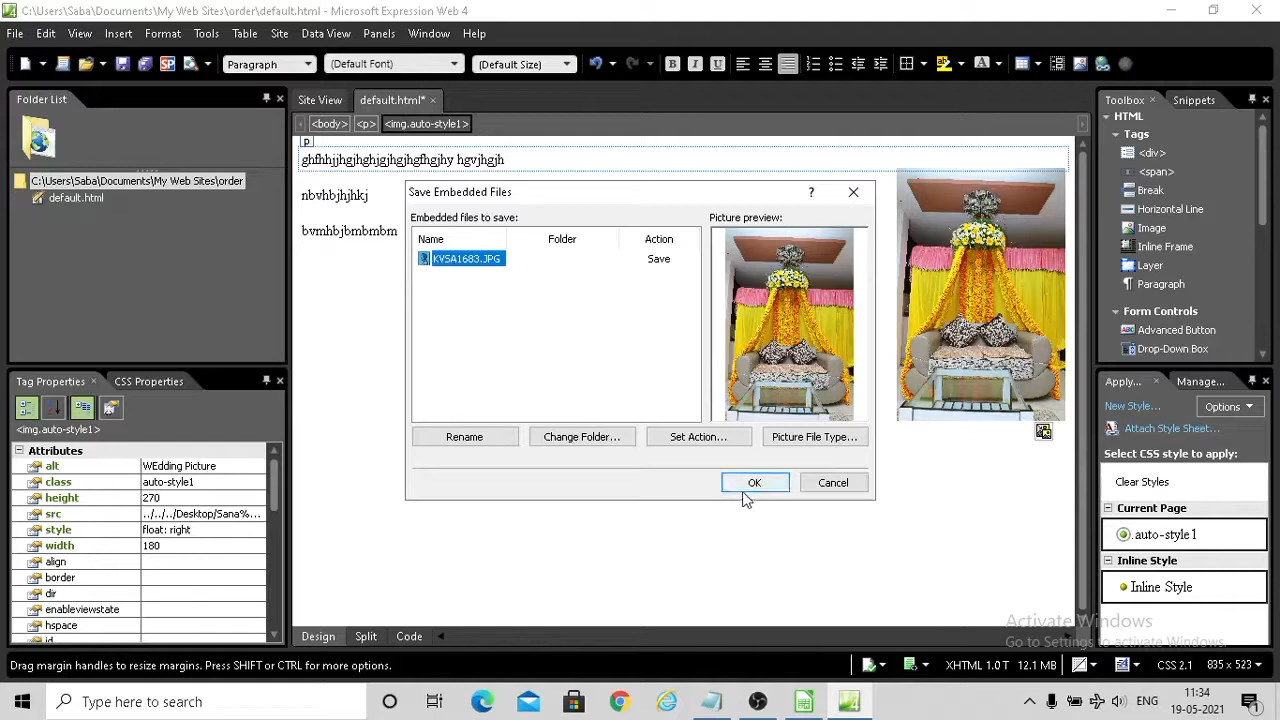 C:\Users\Saba\Documents\My Web Sites\order\default.html - Microsoft Expression Web 4
File Edit View Insert Format Tools Table Site Data View Panels Window Help
Paragraph (Default Font) (Default Size) B I U
Folder List
C:\Users\Saba\Documents\My Web Sites\order
default.html
Site View default.html*
<body> <p> <img.auto-style1>
p
nbvhbjhjhkj
bvmhbjbmbmbm
Save Embedded Files
Embedded files to save: Picture preview:
Name Folder Action
KVSA1683.JPG Save
Rename Change Folder... Set Action... Picture File Type...
OK Cancel
Design Split Code
Toolbox Snippets
HTML
Tags
<div>
<span>
Break
Horizontal Line
Image
Inline Frame
Layer
Paragraph
Form Controls
Advanced Button
Drop-Down Box
Tag Properties CSS Properties
<img.auto-style1>
Attributes
alt WEdding Picture
class auto-style1
height 270
src ../../../Desktop/Sana%...
style float: right
width 180
align
border
dir
enableviewstate
hspace
id
Apply... Manage...
New Style... Options
Attach Style Sheet...
Select CSS style to apply:
Clear Styles
Current Page
.auto-style1
Inline Style
Inline Style
Activate Windows
Go to Settings to activate Windows.
Drag margin handles to resize margins. Press SHIFT or CTRL for more options.
XHTML 1.0 T 12.1 MB CSS 2.1 835 x 523
Type here to search
ENG 11:34
19-05-2021